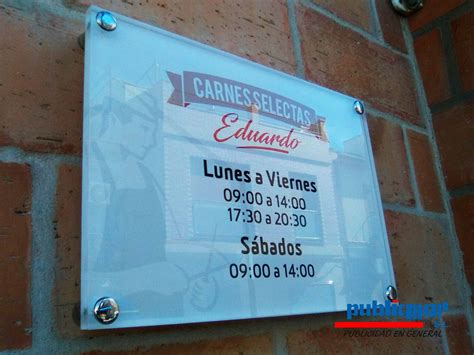 CARNES SELECTAS
Eduardo
Lunes a Viernes
09:00 a 14:00
17:30 a 20:30
Sábados
09:00 a 14:00
PUBLICIDAD EN GENERAL